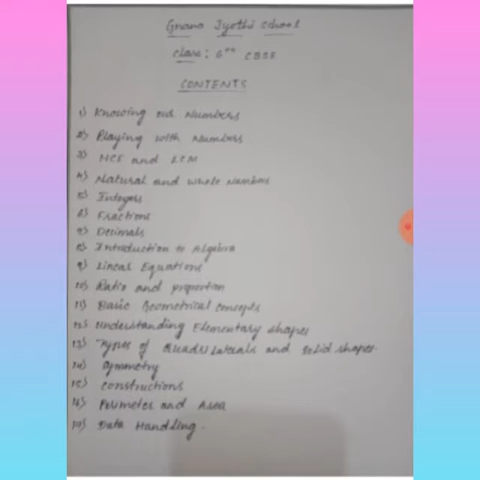 Gnana Jyothi School
Class: 6th CBSE
CONTENTS
1) Knowing our Numbers
2) Playing with Numbers
3) HCF and LCM
4) Natural and Whole Numbers
5) Integers
6) Fractions
7) Decimals
8) Introduction to Algebra
9) Linear Equations
10) Ratio and proportion
11) Basic Geometrical concepts
12) Understanding Elementary shapes
13) Types of Quadrilaterals and Solid shapes.
14) Symmetry
15) Constructions
16) Perimeter and Area
17) Data Handling.